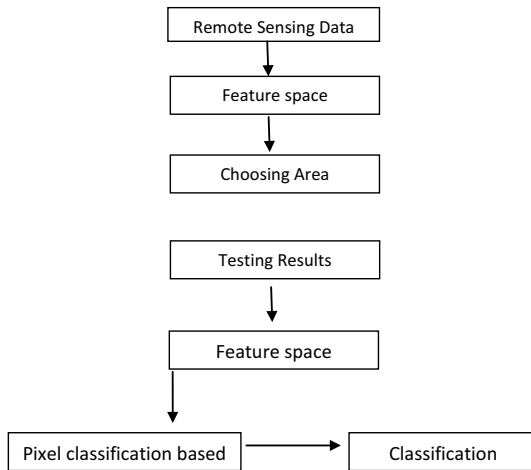 Remote Sensing Data
Feature space
Choosing Area
Testing Results
Feature space
Pixel classification based
Classification